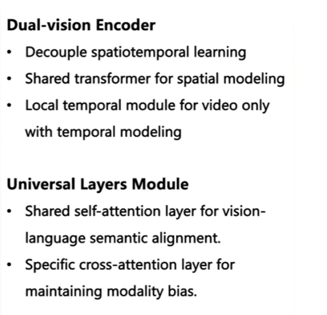 Dual-vision Encoder
• Decouple spatiotemporal learning
• Shared transformer for spatial modeling
• Local temporal module for video only
with temporal modeling
Universal Layers Module
• Shared self-attention layer for vision-
language semantic alignment.
• Specific cross-attention layer for
maintaining modality bias.